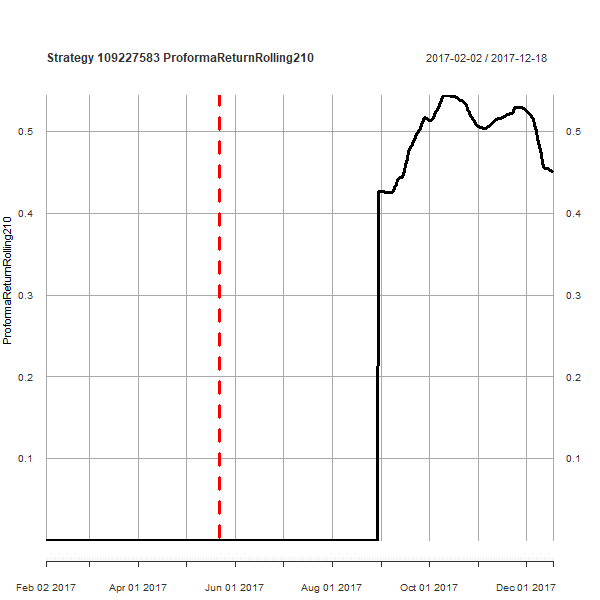 Strategy 109227583 ProformaReturnRolling210
2017-02-02 / 2017-12-18
ProformaReturnRolling210
0.5
0.4
0.3
0.2
0.1
0.5
0.4
0.3
0.2
0.1
Feb 02 2017
Apr 01 2017
Jun 01 2017
Aug 01 2017
Oct 01 2017
Dec 01 2017